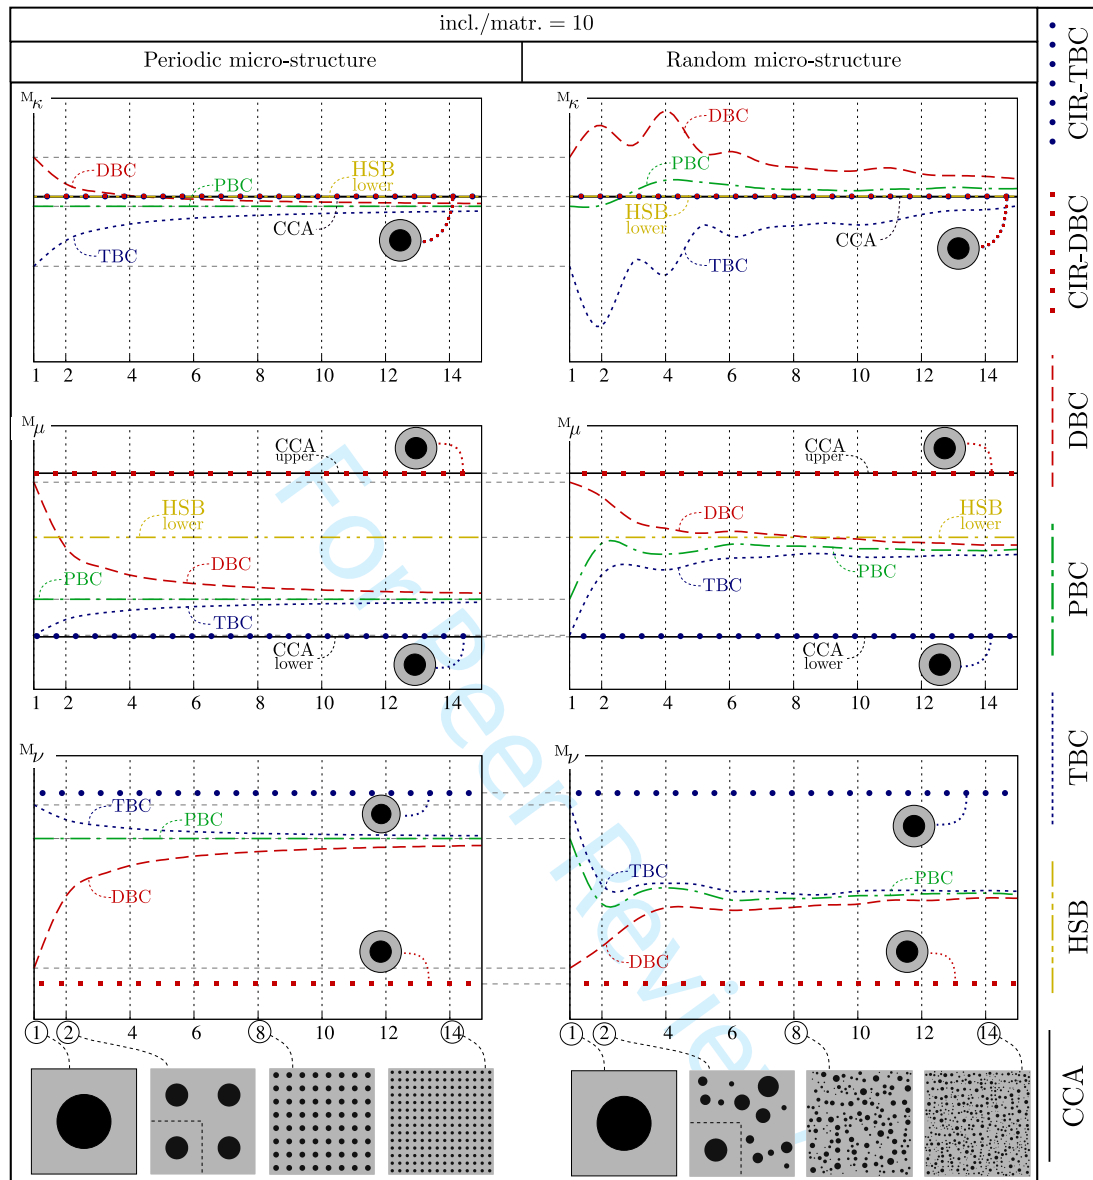 incl./matr. = 10
Periodic micro-structure
Random micro-structure
Mκ
DBC
PBC
HSB
lower
CCA
TBC
1 2 4 6 8 10 12 14
Mκ
DBC
PBC
HSB
lower
CCA
TBC
1 2 4 6 8 10 12 14
Mμ
CCA
upper
HSB
lower
PBC
DBC
TBC
CCA
lower
1 2 4 6 8 10 12 14
Mμ
CCA
upper
DBC
HSB
lower
PBC
TBC
CCA
lower
1 2 4 6 8 10 12 14
Mν
TBC
PBC
DBC
1 2 4 6 8 10 12 14
Mν
TBC
PBC
DBC
1 2 4 6 8 10 12 14
CIR-TBC
CIR-DBC
DBC
PBC
TBC
HSB
CCA
For Peer Review